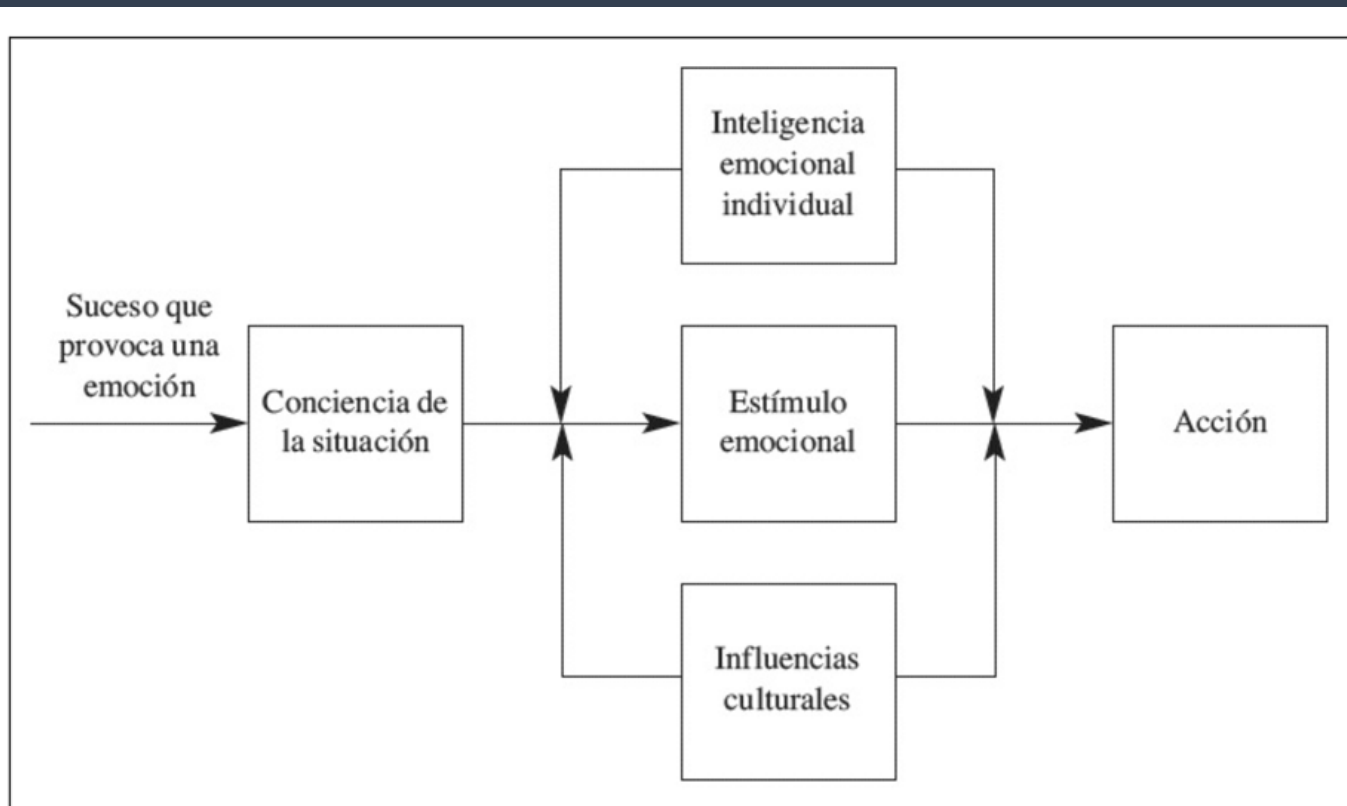 Inteligencia
emocional
individual
Suceso que
provoca una
emoción
Conciencia de
la situación
Estímulo
emocional
Acción
Influencias
culturales